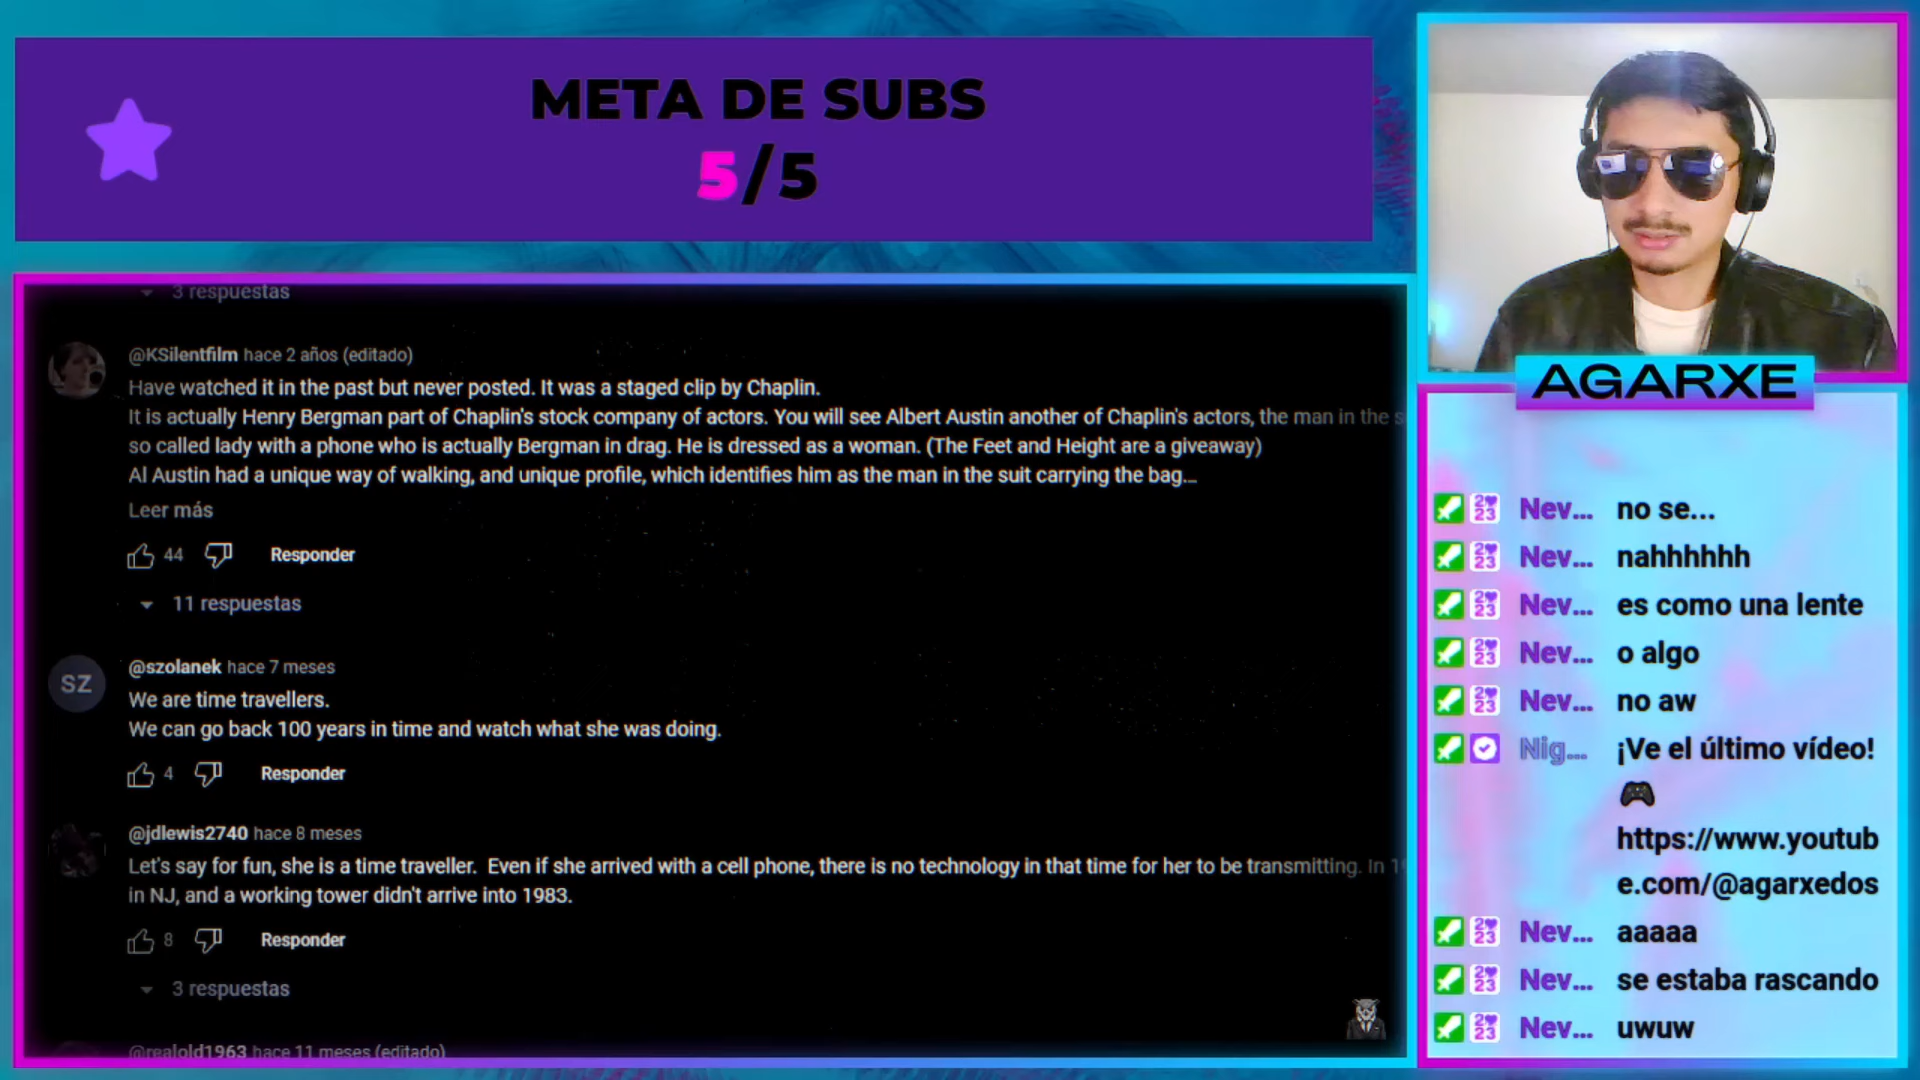 META DE SUBS
5/5
3 respuestas
@KSilentfilm hace 2 años (editado)
Have watched it in the past but never posted. It was a staged clip by Chaplin.
It is actually Henry Bergman part of Chaplin's stock company of actors. You will see Albert Austin another of Chaplin's actors, the man in the
so called lady with a phone who is actually Bergman in drag. He is dressed as a woman. (The Feet and Height are a giveaway)
Al Austin had a unique way of walking, and unique profile, which identifies him as the man in the suit carrying the bag...
Leer más
44 Responder
11 respuestas
SZ
@szolanek hace 7 meses
We are time travellers.
We can go back 100 years in time and watch what she was doing.
4 Responder
@jdlewis2740 hace 8 meses
Let's say for fun, she is a time traveller.  Even if she arrived with a cell phone, there is no technology in that time for her to be transmitting. In
in NJ, and a working tower didn't arrive into 1983.
8 Responder
3 respuestas
@realold1963 hace 11 meses (editado)
AGARXE
Nev... no se...
Nev... nahhhhhh
Nev... es como una lente
Nev... o algo
Nev... no aw
Nig... ¡Ve el último vídeo!
🎮
https://www.youtub
e.com/@agarxedos
Nev... aaaaa
Nev... se estaba rascando
Nev... uwuw